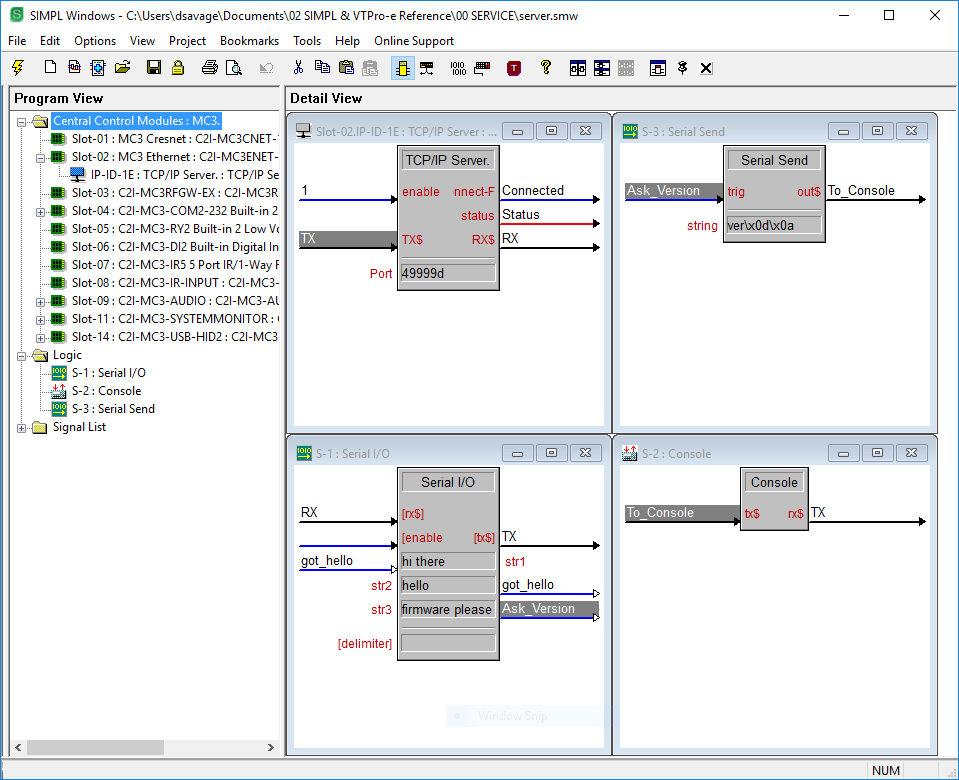 SIMPL Windows - C:\Users\dsavage\Documents\02 SIMPL & VTPro-e Reference\00 SERVICE\server.smw
File Edit Options View Project Bookmarks Tools Help Online Support
Program View
Central Control Modules : MC3.
Slot-01 : MC3 Cresnet : C2I-MC3CNET-
Slot-02 : MC3 Ethernet : C2I-MC3ENET-
IP-ID-1E : TCP/IP Server. : TCP/IP Se
Slot-03 : C2I-MC3RFGW-EX : C2I-MC3R
Slot-04 : C2I-MC3-COM2-232 Built-in 2
Slot-05 : C2I-MC3-RY2 Built-in 2 Low Vo
Slot-06 : C2I-MC3-DI2 Built-in Digital In
Slot-07 : C2I-MC3-IR5 5 Port IR/1-Way R
Slot-08 : C2I-MC3-IR-INPUT : C2I-MC3
Slot-09 : C2I-MC3-AUDIO : C2I-MC3-AU
Slot-11 : C2I-MC3-SYSTEMMONITOR : C
Slot-14 : C2I-MC3-USB-HID2 : C2I-MC3
Logic
S-1 : Serial I/O
S-2 : Console
S-3 : Serial Send
Signal List
Detail View
Slot-02.IP-ID-1E : TCP/IP Server : ...
TCP/IP Server.
1 enable nnect-F Connected
status Status
TX TX$ RX$ RX
Port 49999d
S-3 : Serial Send
Serial Send
Ask_Version trig out$ To_Console
string ver\x0d\x0a
S-1 : Serial I/O
Serial I/O
RX [rx$]
[enable [tx$] TX
got_hello hi there str1
str2 hello got_hello
str3 firmware please Ask_Version
[delimiter]
Window Snip
S-2 : Console
Console
To_Console tx$ rx$ TX
NUM